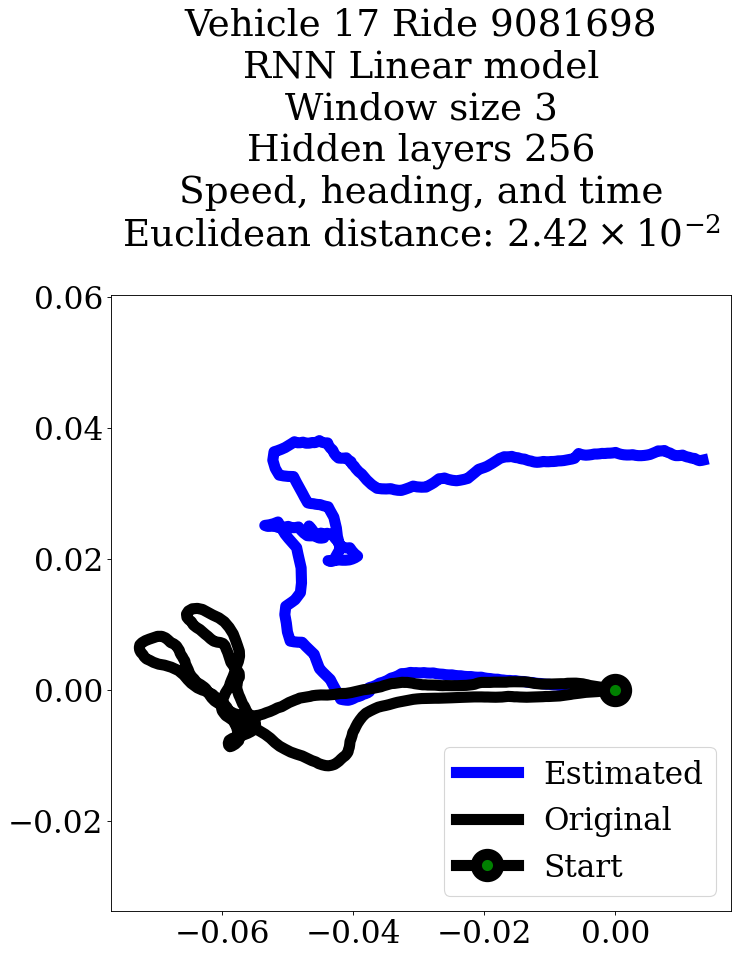 Vehicle 17 Ride 9081698
RNN Linear model
Window size 3
Hidden layers 256
Speed, heading, and time
Euclidean distance: 2.42 × 10⁻²
0.06
0.04
0.02
0.00
−0.02
Estimated
Original
Start
−0.06 −0.04 −0.02 0.00